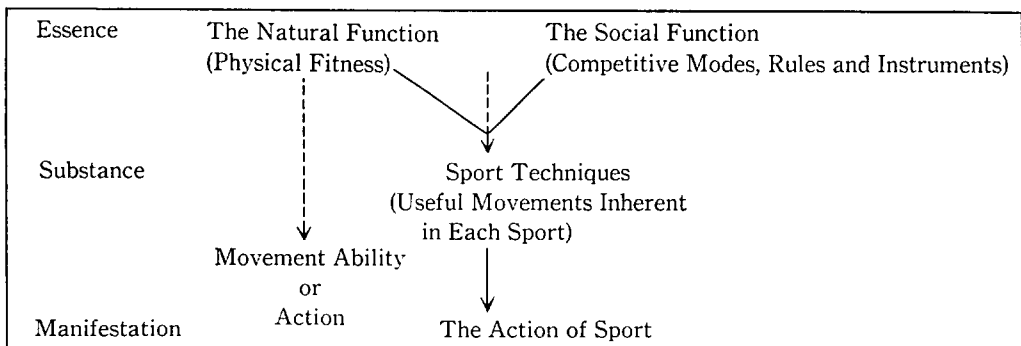 Essence
The Natural Function
(Physical Fitness)
The Social Function
(Competitive Modes, Rules and Instruments)
Substance
Sport Techniques
(Useful Movements Inherent
in Each Sport)
Movement Ability
or
Action
Manifestation
The Action of Sport